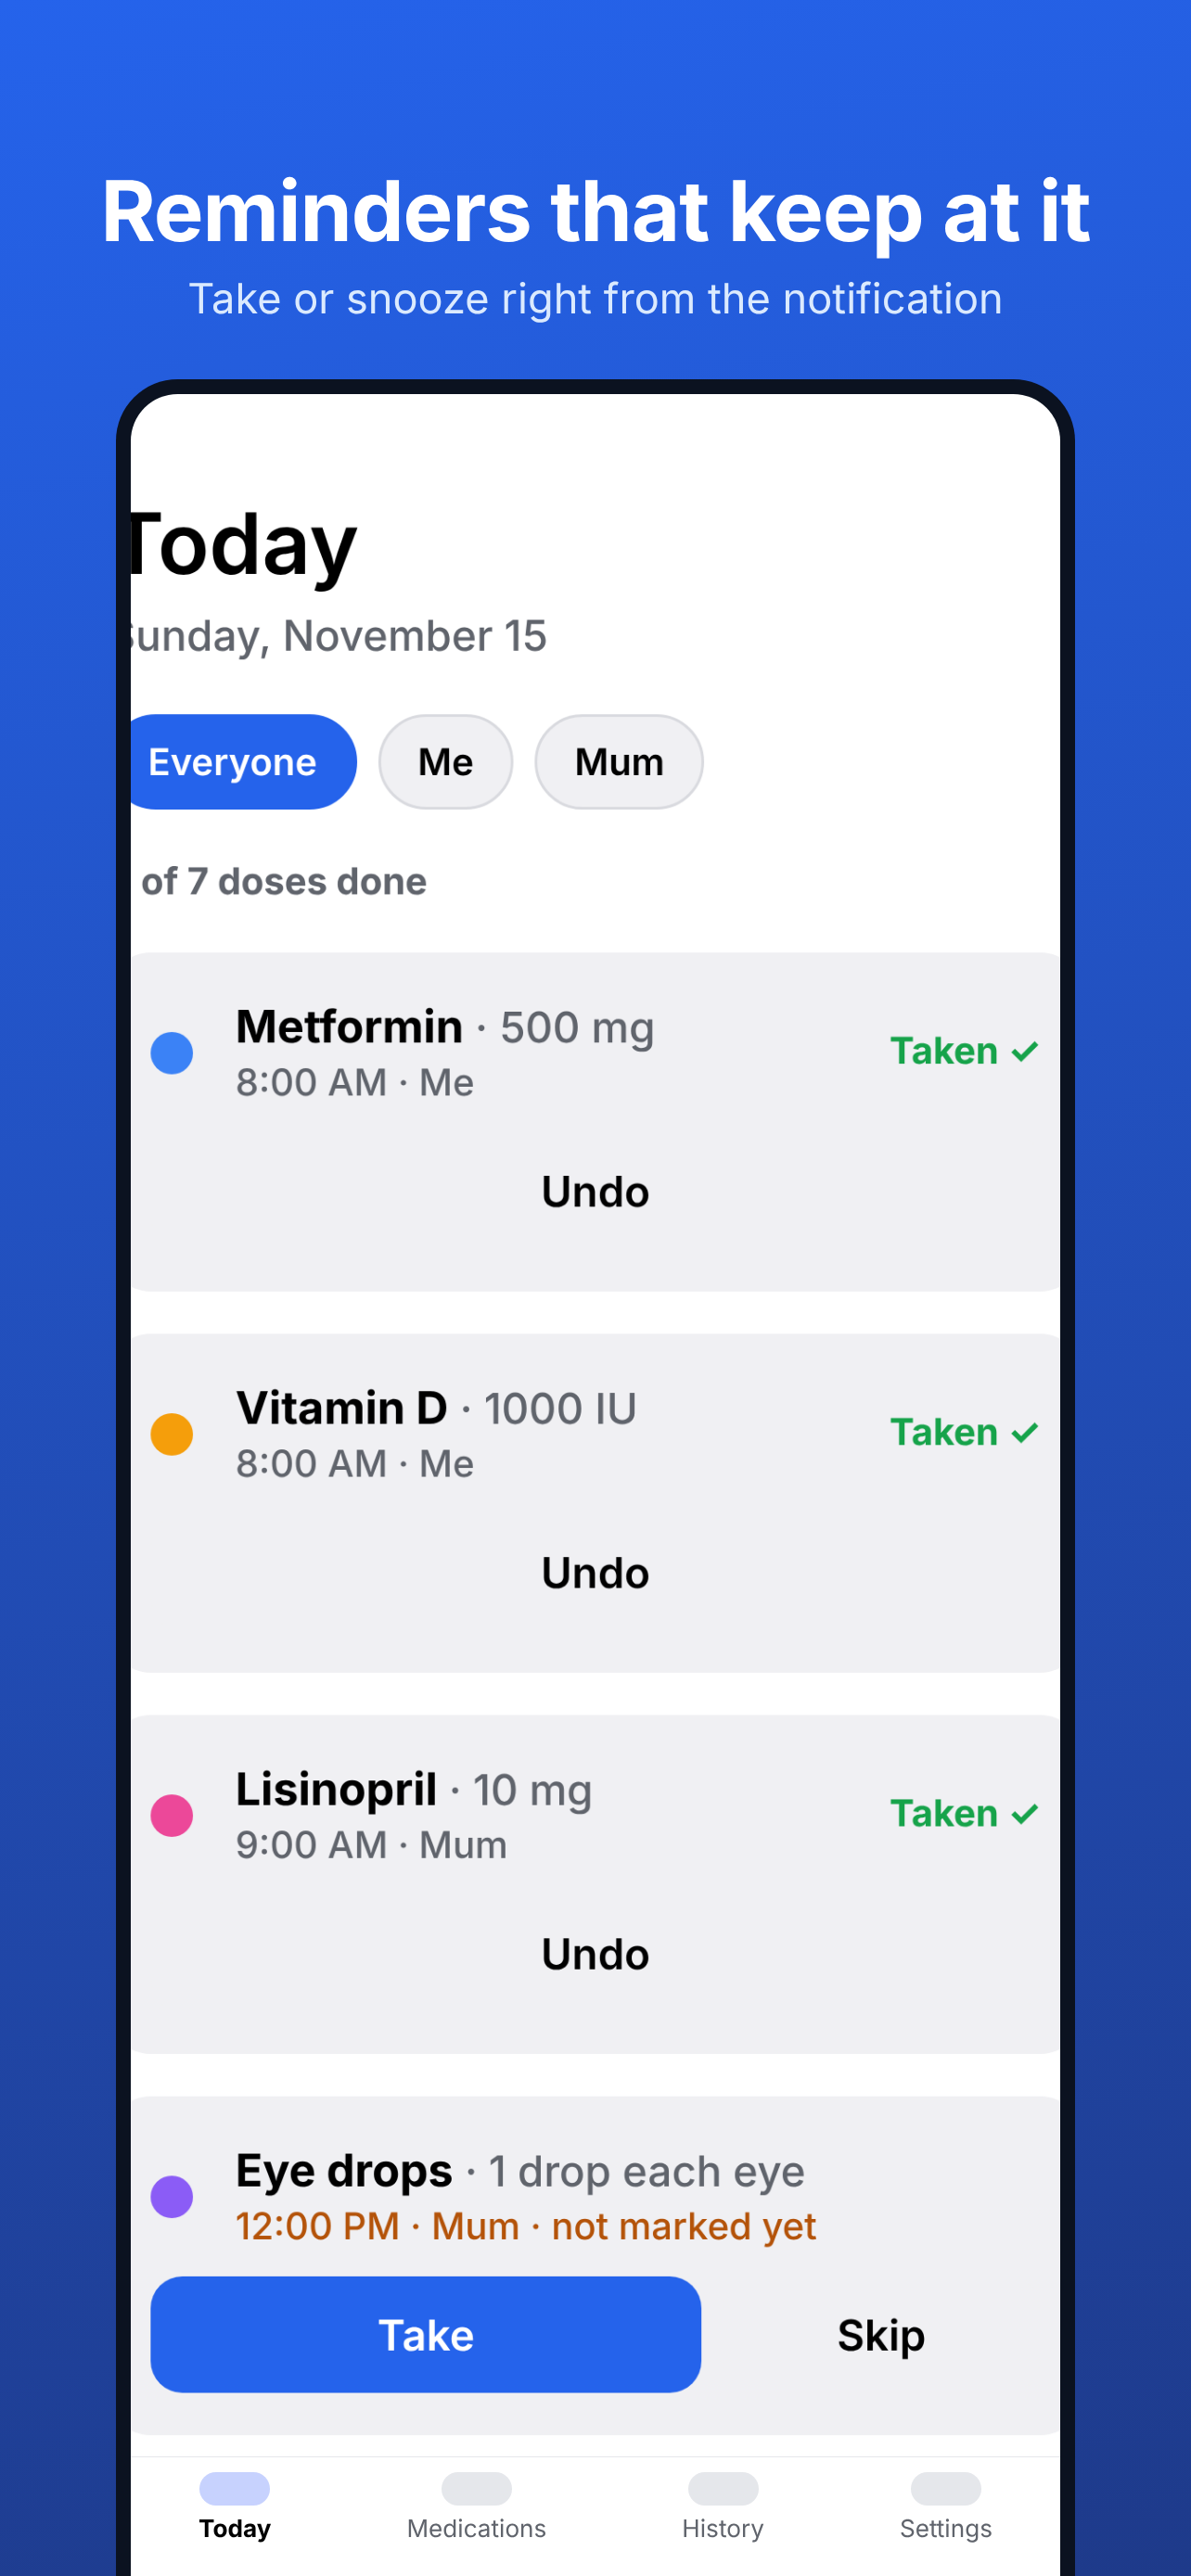 Reminders that keep at it
Take or snooze right from the notification
Today
Sunday, November 15
Everyone
Me
Mum
of 7 doses done
Metformin · 500 mg
Taken ✓
8:00 AM · Me
Undo
Vitamin D · 1000 IU
Taken ✓
8:00 AM · Me
Undo
Lisinopril · 10 mg
Taken ✓
9:00 AM · Mum
Undo
Eye drops · 1 drop each eye
12:00 PM · Mum · not marked yet
Take
Skip
Today
Medications
History
Settings